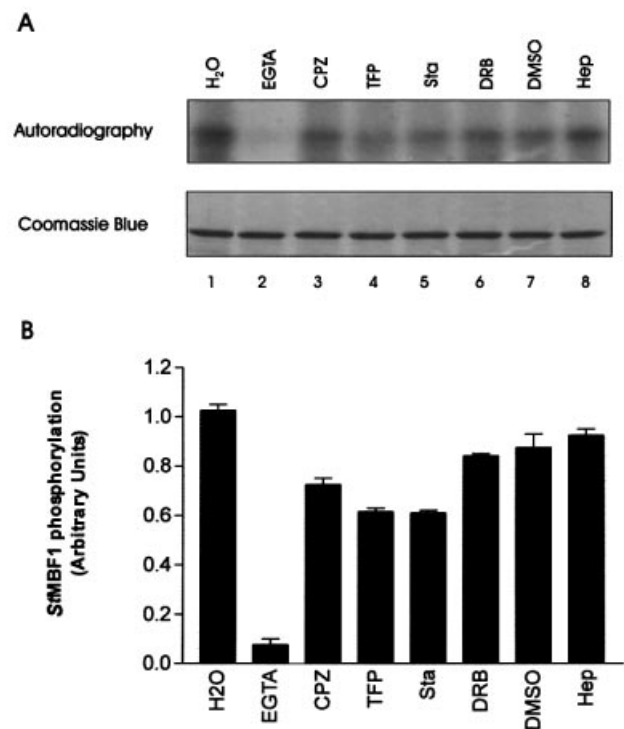 A
H₂O EGTA CPZ TFP Sta DRB DMSO Hep
Autoradiography
Coomassie Blue
1 2 3 4 5 6 7 8
B
StMBF1 phosphorylation
(Arbitrary Units)
1.2
1.0
0.8
0.6
0.4
0.2
0.0
H2O EGTA CPZ TFP Sta DRB DMSO Hep